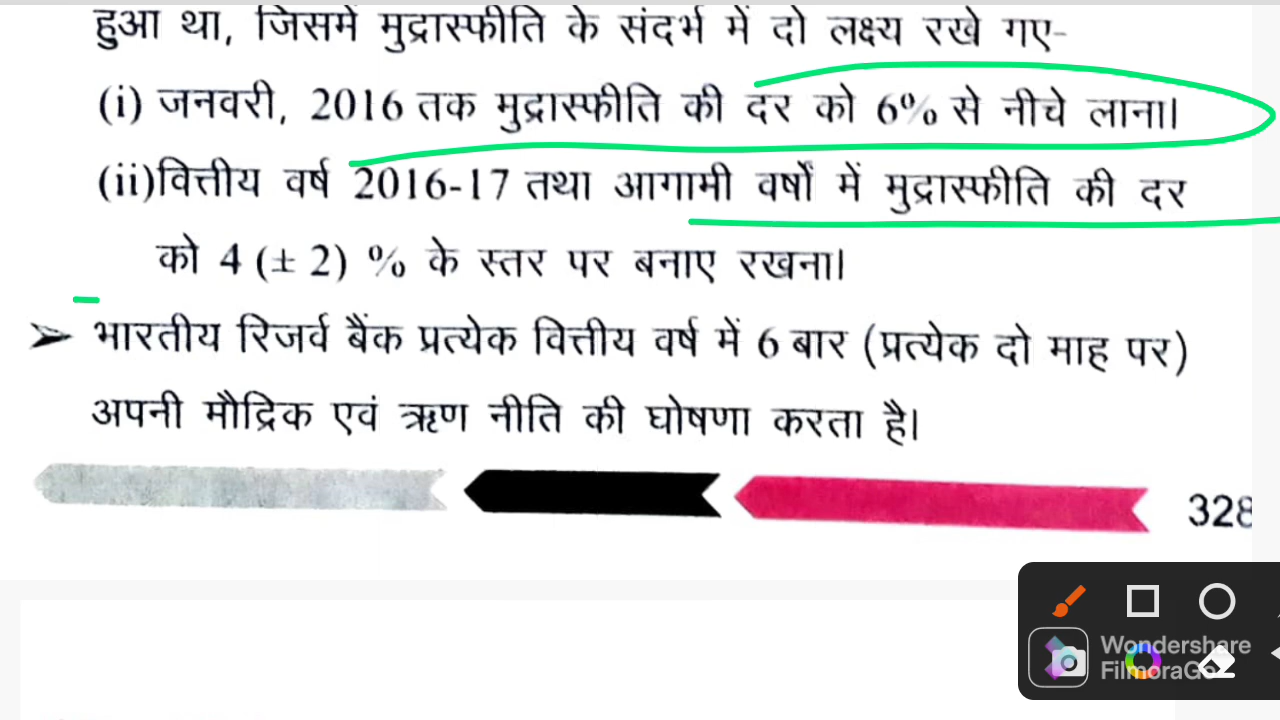 हुआ था, जिसमें मुद्रास्फीति के संदर्भ में दो लक्ष्य रखे गए-
(i) जनवरी, 2016 तक मुद्रास्फीति की दर को 6% से नीचे लाना।
(ii)वित्तीय वर्ष 2016-17 तथा आगामी वर्षों में मुद्रास्फीति की दर
को 4 (± 2) % के स्तर पर बनाए रखना।
➢ भारतीय रिजर्व बैंक प्रत्येक वित्तीय वर्ष में 6 बार (प्रत्येक दो माह पर)
अपनी मौद्रिक एवं ऋण नीति की घोषणा करता है।
328
Wondershare
FilmoraGo